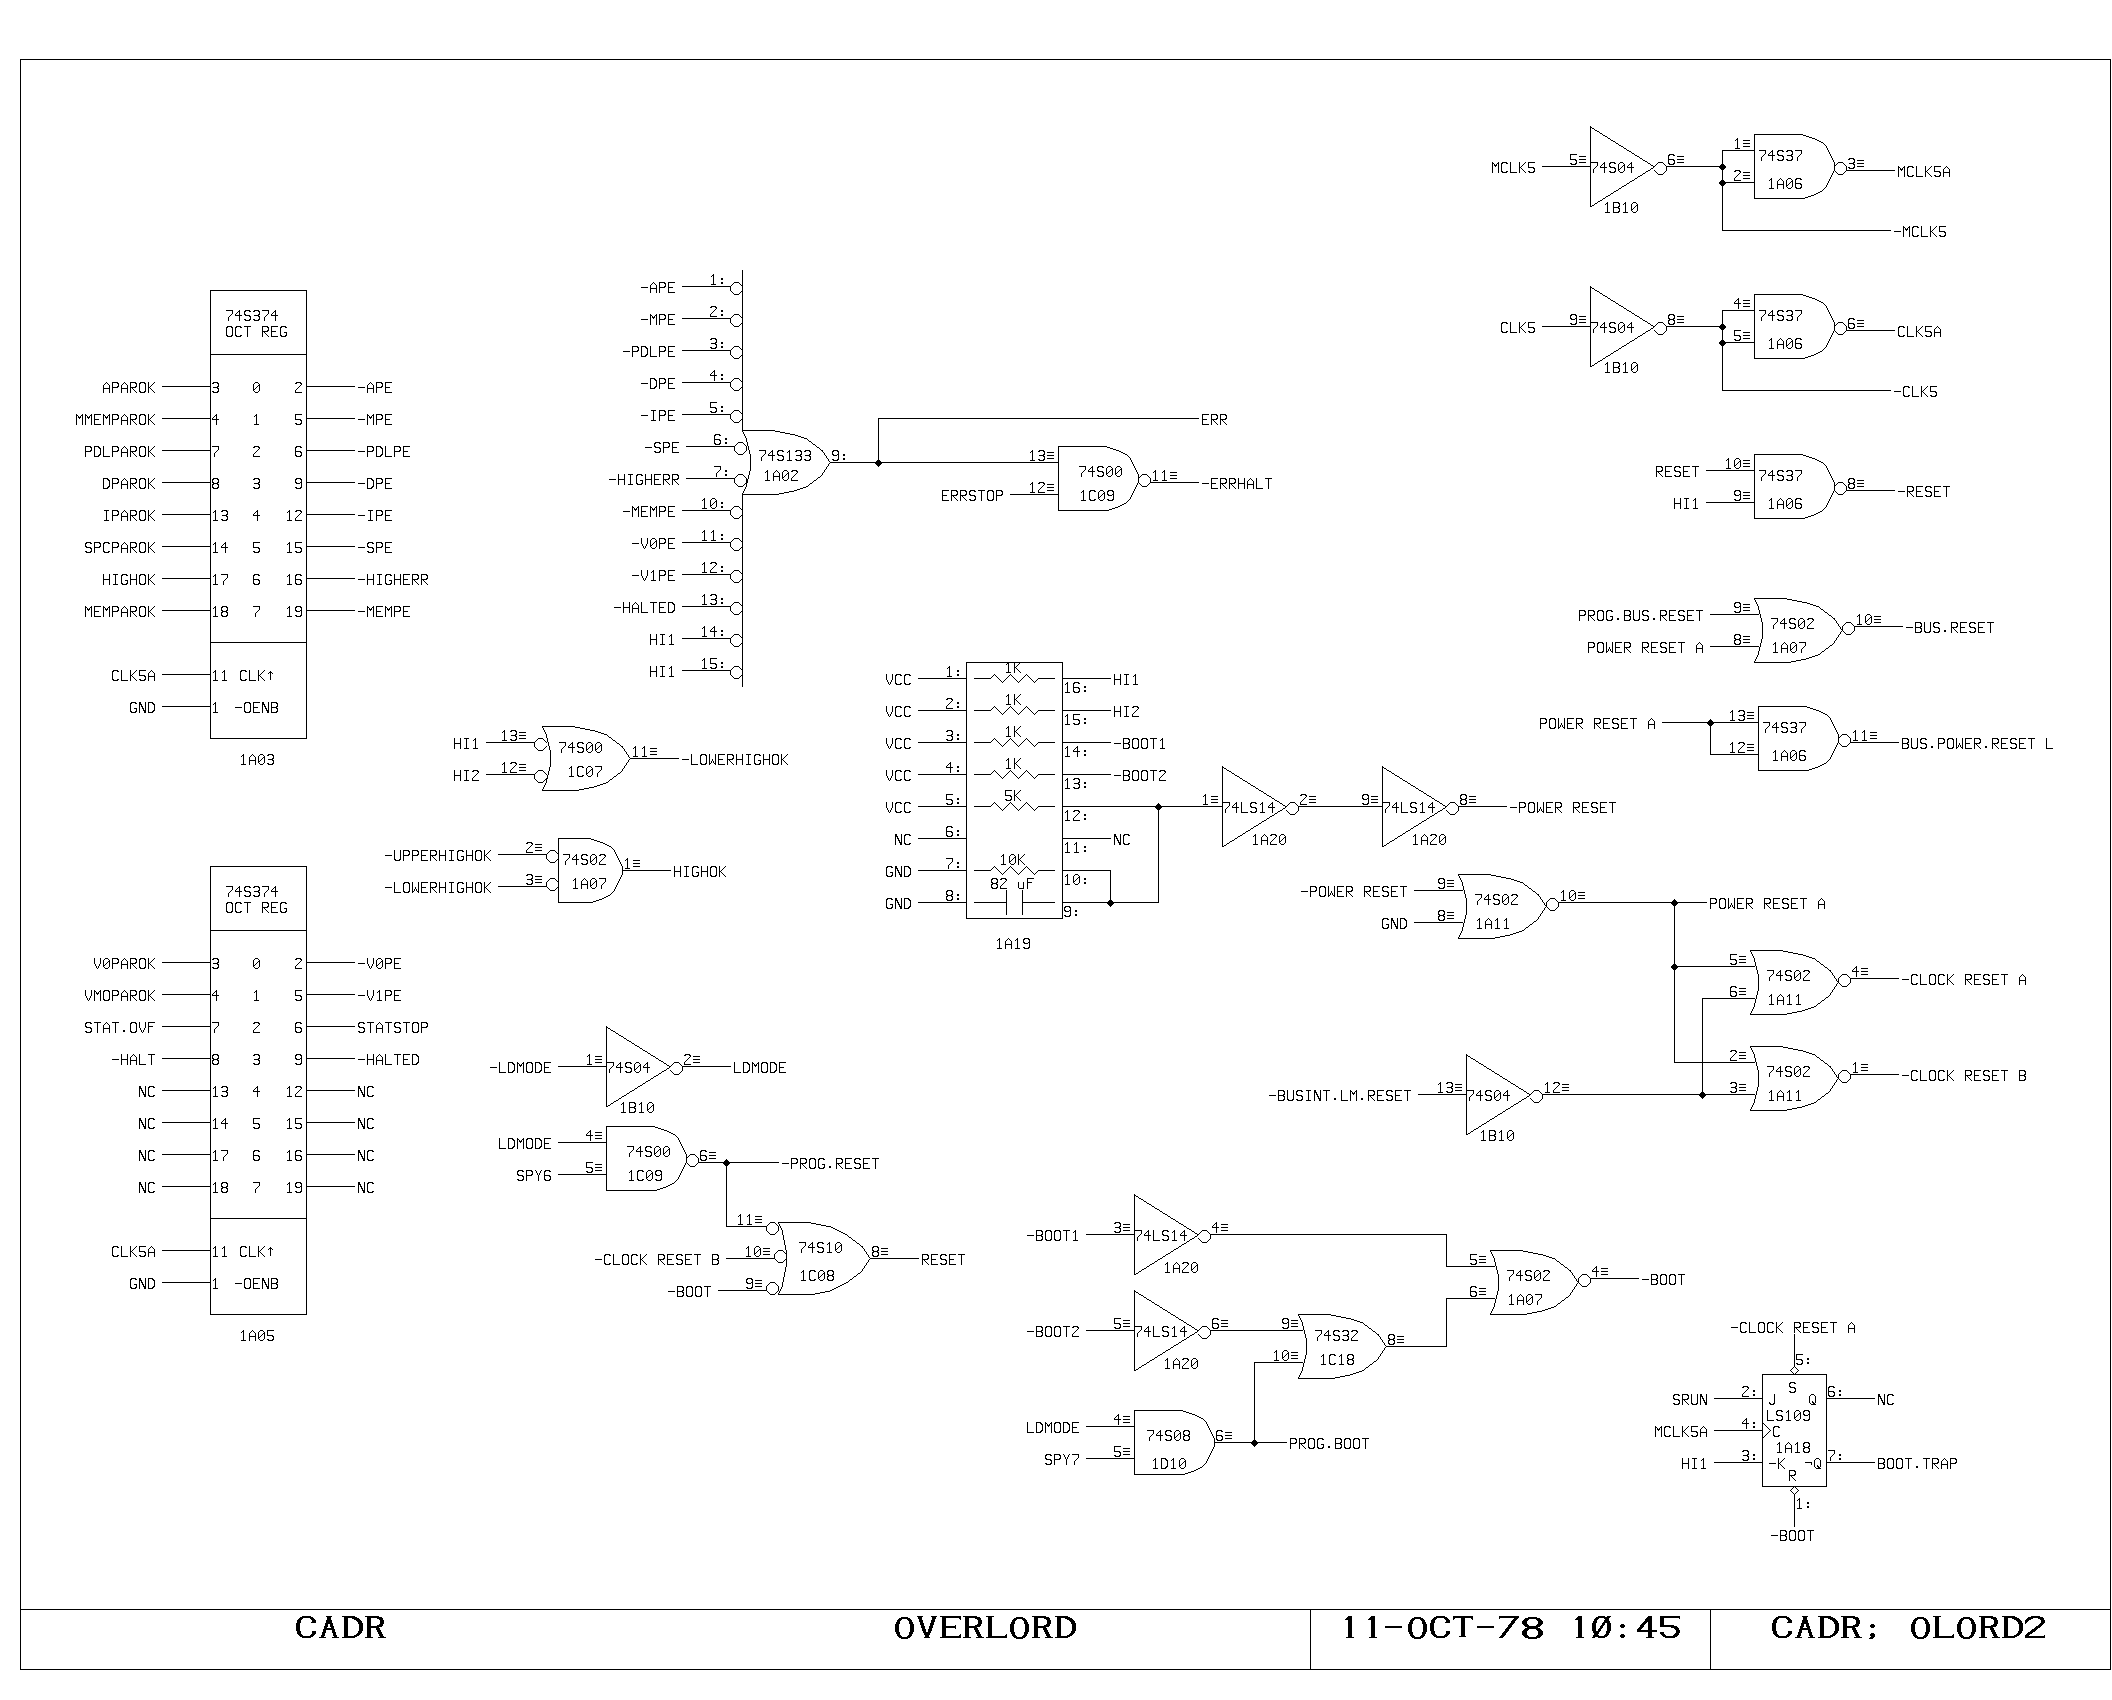 MCLK5 5≡ 74S04 6≡ 1≡ 2≡ 74S37 1A06 3≡ MCLK5A
1B10
-MCLK5
CLK5 9≡ 74S04 8≡ 4≡ 5≡ 74S37 1A06 6≡ CLK5A
1B10
-CLK5
RESET 10≡ 74S37 8≡ -RESET
HI1 9≡ 1A06
PROG.BUS.RESET 9≡ 74S02 10≡ -BUS.RESET
POWER RESET A 8≡ 1A07
POWER RESET A 13≡ 12≡ 74S37 1A06 11≡ BUS.POWER.RESET L
74S374
OCT REG
APAROK 3 0 2 -APE
MMEMPAROK 4 1 5 -MPE
PDLPAROK 7 2 6 -PDLPE
DPAROK 8 3 9 -DPE
IPAROK 13 4 12 -IPE
SPCPAROK 14 5 15 -SPE
HIGHOK 17 6 16 -HIGHERR
MEMPAROK 18 7 19 -MEMPE
CLK5A 11 CLK↑
GND 1 -OENB
1A03
-APE 1:
-MPE 2:
-PDLPE 3:
-DPE 4:
-IPE 5:
-SPE 6:
-HIGHERR 7:
-MEMPE 10:
-V0PE 11:
-V1PE 12:
-HALTED 13:
HI1 14:
HI1 15:
74S133
1A02
9:
ERR
13≡ 74S00 11≡ -ERRHALT
ERRSTOP 12≡ 1C09
HI1 13≡ 74S00 11≡ -LOWERHIGHOK
HI2 12≡ 1C07
-UPPERHIGHOK 2≡ 74S02 1≡ HIGHOK
-LOWERHIGHOK 3≡ 1A07
VCC 1: 1K 16: HI1
VCC 2: 1K 15: HI2
VCC 3: 1K 14: -BOOT1
VCC 4: 1K 13: -BOOT2
VCC 5: 5K 12:
NC 6: 11: NC
GND 7: 10K 10:
GND 8: 82 uF 9:
1A19
1≡ 74LS14 2≡ 9≡ 74LS14 8≡ -POWER RESET
1A20 1A20
-POWER RESET 9≡ 74S02 10≡ POWER RESET A
GND 8≡ 1A11
5≡ 74S02 4≡ -CLOCK RESET A
6≡ 1A11
2≡ 74S02 1≡ -CLOCK RESET B
3≡ 1A11
-BUSINT.LM.RESET 13≡ 74S04 12≡
1B10
74S374
OCT REG
V0PAROK 3 0 2 -V0PE
VMOPAROK 4 1 5 -V1PE
STAT.OVF 7 2 6 STATSTOP
-HALT 8 3 9 -HALTED
NC 13 4 12 NC
NC 14 5 15 NC
NC 17 6 16 NC
NC 18 7 19 NC
CLK5A 11 CLK↑
GND 1 -OENB
1A05
-LDMODE 1≡ 74S04 2≡ LDMODE
1B10
LDMODE 4≡ 74S00 6≡ -PROG.RESET
SPY6 5≡ 1C09
11≡ 74S10
-CLOCK RESET B 10≡ 8≡ RESET
-BOOT 9≡ 1C08
-BOOT1 3≡ 74LS14 4≡
1A20
-BOOT2 5≡ 74LS14 6≡
1A20
9≡ 74S32 8≡
10≡ 1C18
5≡ 74S02 4≡ -BOOT
6≡ 1A07
LDMODE 4≡ 74S08 6≡ PROG.BOOT
SPY7 5≡ 1D10
-CLOCK RESET A
5:
S
SRUN 2: J Q 6: NC
LS109
MCLK5A 4: C
1A18
HI1 3: -K ¬Q 7: BOOT.TRAP
R
1:
-BOOT
CADR OVERLORD 11-OCT-78 10:45 CADR; OLORD2